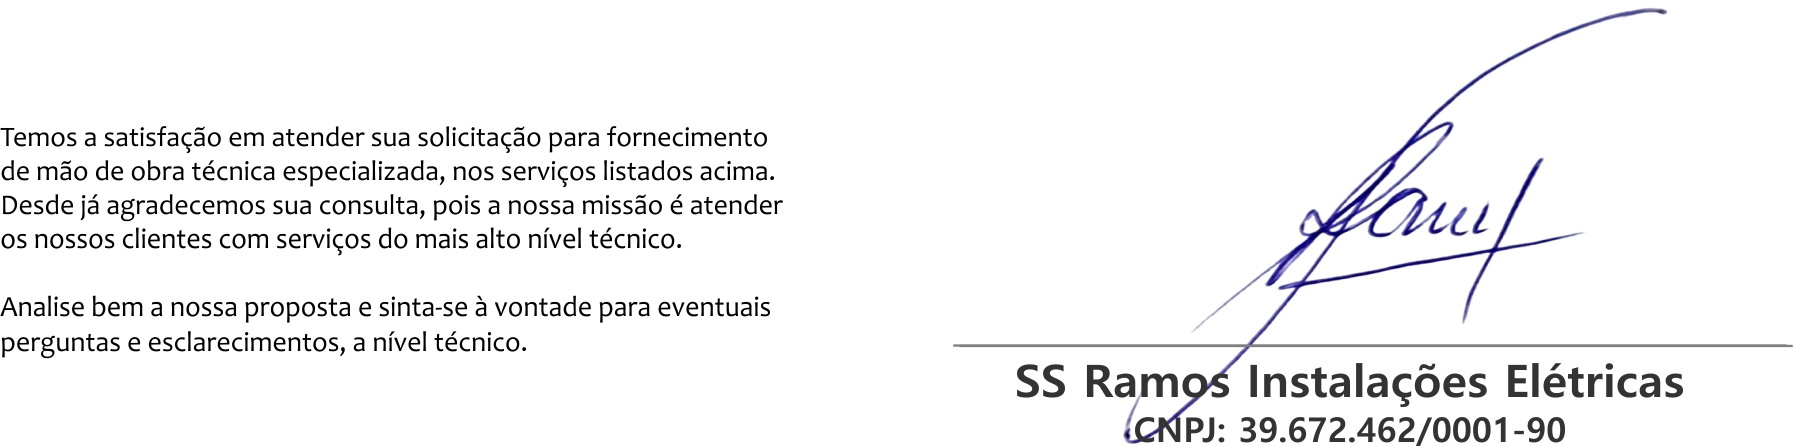 Temos a satisfação em atender sua solicitação para fornecimento
de mão de obra técnica especializada, nos serviços listados acima.
Desde já agradecemos sua consulta, pois a nossa missão é atender
os nossos clientes com serviços do mais alto nível técnico.
Analise bem a nossa proposta e sinta-se à vontade para eventuais
perguntas e esclarecimentos, a nível técnico.
SS Ramos Instalações Elétricas
CNPJ: 39.672.462/0001-90